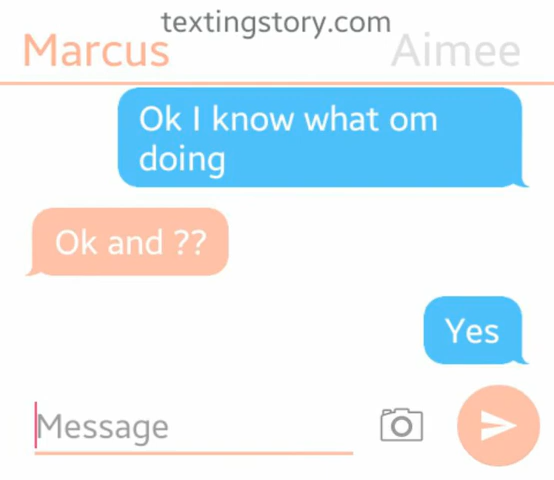 textingstory.com
Marcus
Aimee
Ok I know what om
doing
Ok and ??
Yes
Message